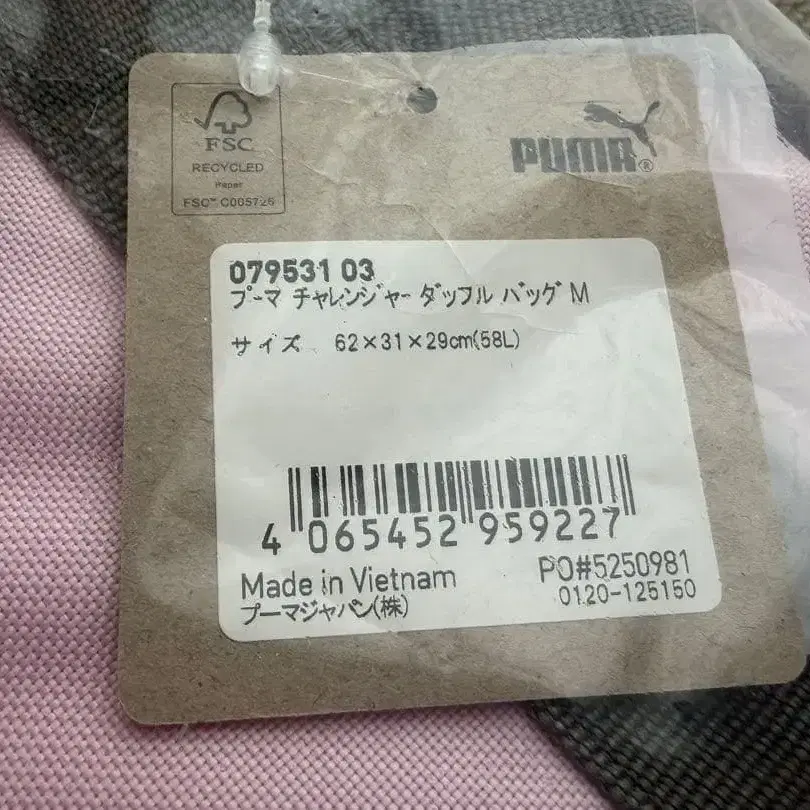 FSC
RECYCLED
Paper
FSC™ C005726
PUMA®
079531 03
プーマ チャレンジャー ダッフル バッグ M
サイズ 62×31×29cm(58L)
4 065452 959227
Made in Vietnam
プーマジャパン(株)
PO#5250981
0120-125150